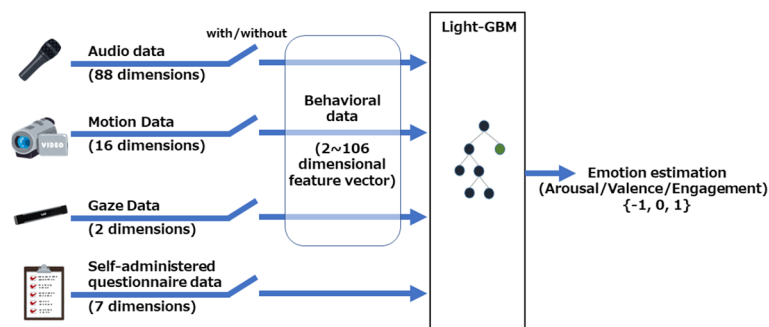 Audio data
(88 dimensions)
with/without
Motion Data
(16 dimensions)
VIDEO
Gaze Data
(2 dimensions)
Self-administered
questionnaire data
(7 dimensions)
Behavioral
data
(2~106
dimensional
feature vector)
Light-GBM
Emotion estimation
(Arousal/Valence/Engagement)
{-1, 0, 1}